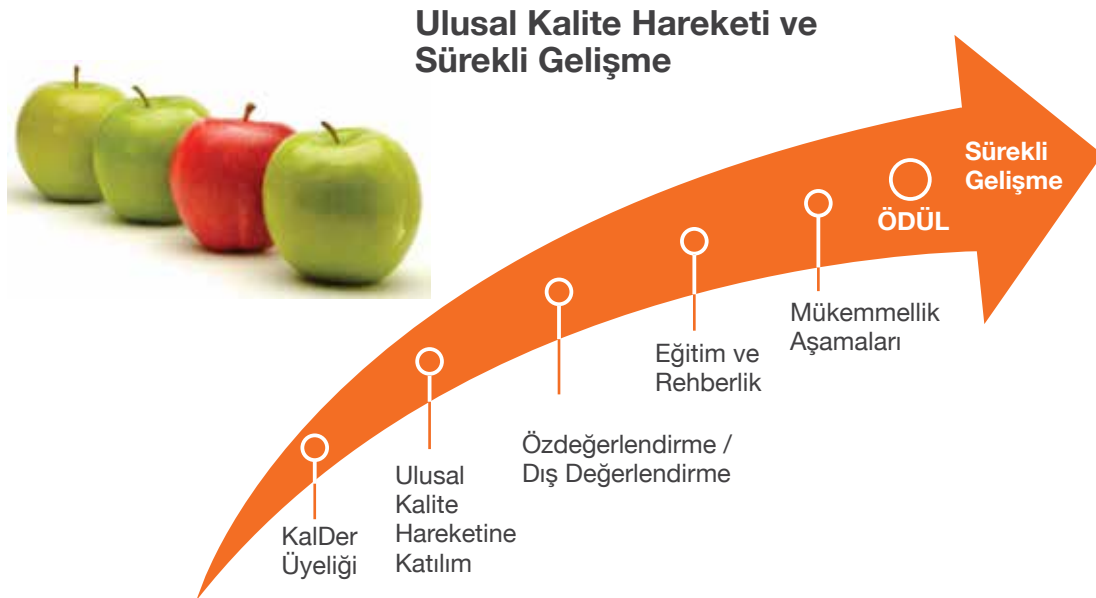 Ulusal Kalite Hareketi ve
Sürekli Gelişme
KalDer
Üyeliği
Ulusal
Kalite
Hareketine
Katılım
Özdeğerlendirme /
Dış Değerlendirme
Eğitim ve
Rehberlik
Mükemmellik
Aşamaları
ÖDÜL
Sürekli
Gelişme